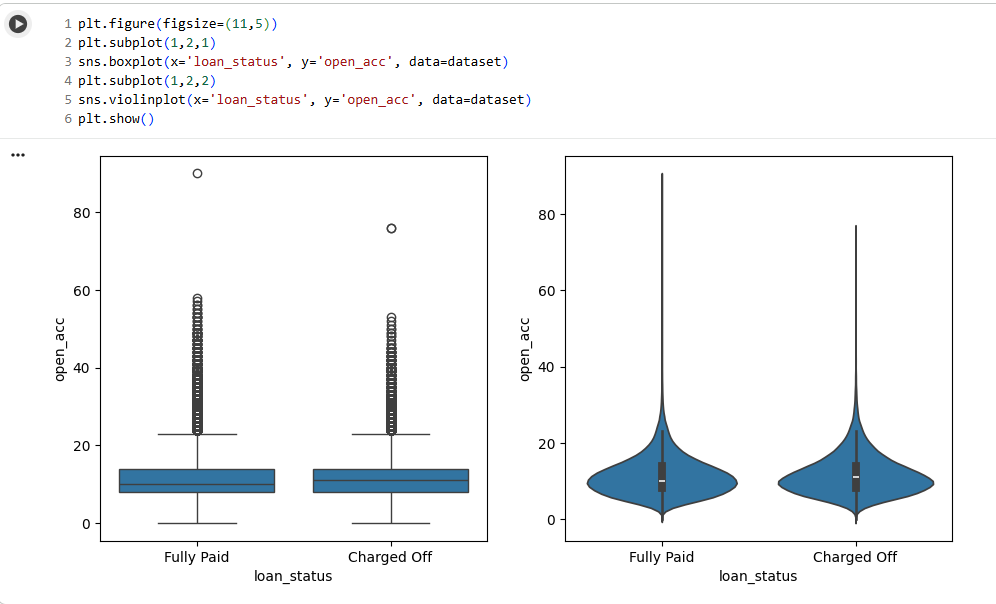 1 plt.figure(figsize=(11,5))
2 plt.subplot(1,2,1)
3 sns.boxplot(x='loan_status', y='open_acc', data=dataset)
4 plt.subplot(1,2,2)
5 sns.violinplot(x='loan_status', y='open_acc', data=dataset)
6 plt.show()
80
60
40
20
0
open_acc
Fully Paid
Charged Off
loan_status
80
60
40
20
0
open_acc
Fully Paid
Charged Off
loan_status